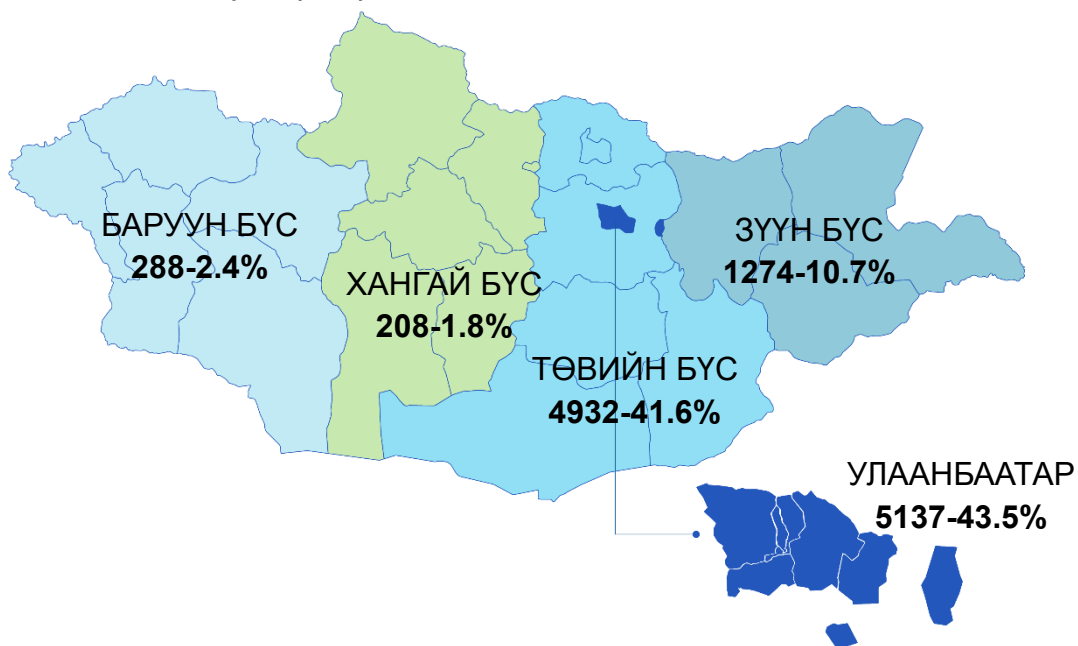 БАРУУН БҮС
288-2.4%
ХАНГАЙ БҮС
208-1.8%
ЗҮҮН БҮС
1274-10.7%
ТӨВИЙН БҮС
4932-41.6%
УЛААНБААТАР
5137-43.5%